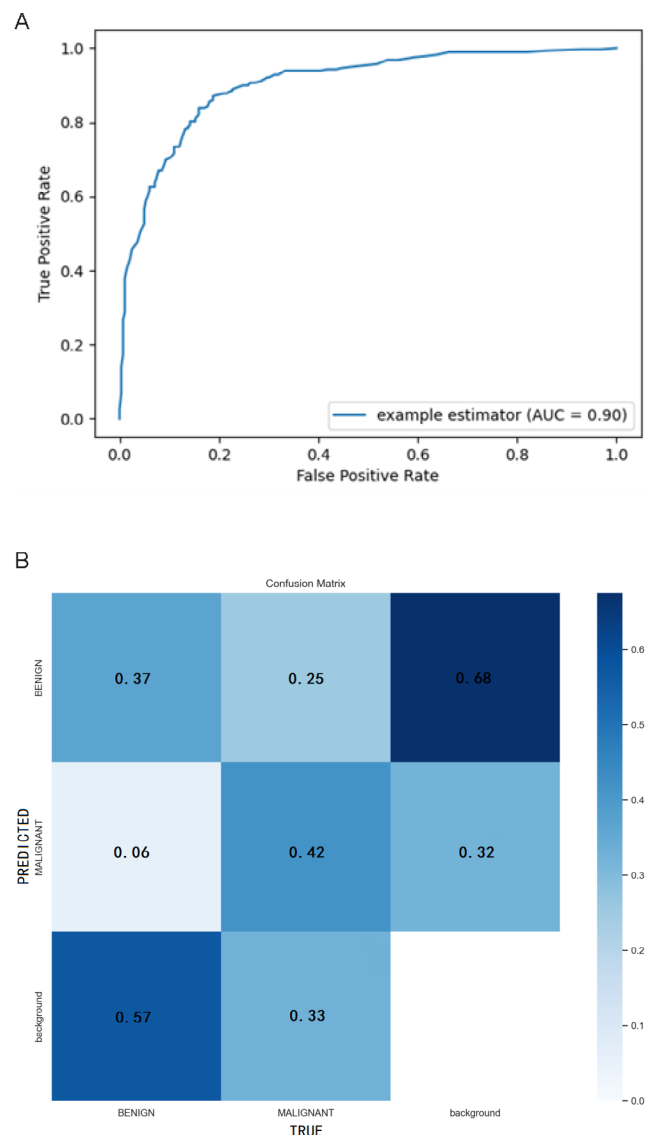 A
1.0
0.8
0.6
0.4
0.2
0.0
True Positive Rate
example estimator (AUC = 0.90)
0.0 0.2 0.4 0.6 0.8 1.0
False Positive Rate
B
Confusion Matrix
BENIGN
0.37 0.25 0.68
PREDICTED
MALIGNANT
0.06 0.42 0.32
background
0.57 0.33
BENIGN MALIGNANT background
TRUE
0.6
0.5
0.4
0.3
0.2
0.1
0.0